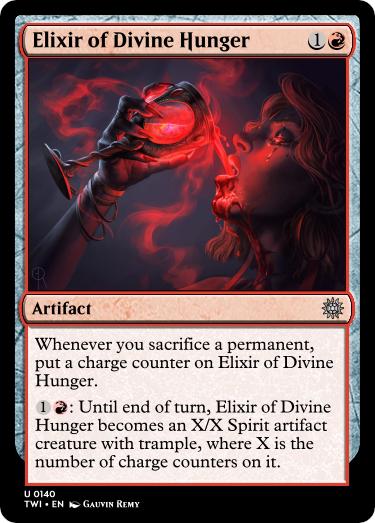 Elixir of Divine Hunger 1
Artifact
Whenever you sacrifice a permanent,
put a charge counter on Elixir of Divine
Hunger.
1 : Until end of turn, Elixir of Divine
Hunger becomes an X/X Spirit artifact
creature with trample, where X is the
number of charge counters on it.
U 0140
TWI • EN Gauvin Remy